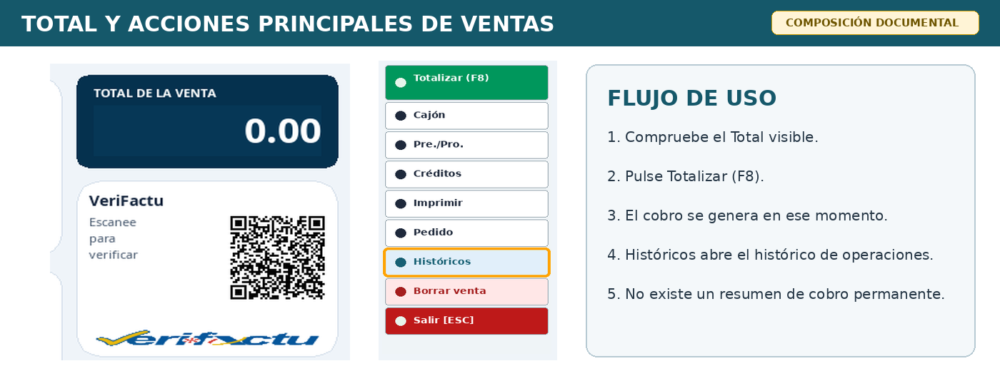 TOTAL Y ACCIONES PRINCIPALES DE VENTAS
COMPOSICIÓN DOCUMENTAL
TOTAL DE LA VENTA
0.00
VeriFactu
Escanee
para
verificar
Verifactu
Totalizar (F8)
Cajón
Pre./Pro.
Créditos
Imprimir
Pedido
Históricos
Borrar venta
Salir [ESC]
FLUJO DE USO
1. Compruebe el Total visible.
2. Pulse Totalizar (F8).
3. El cobro se genera en ese momento.
4. Históricos abre el histórico de operaciones.
5. No existe un resumen de cobro permanente.